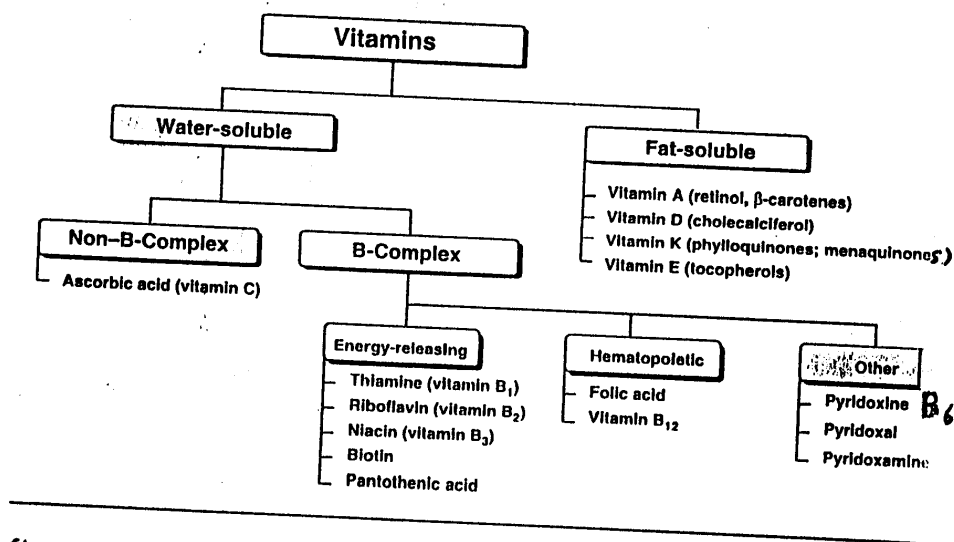 Vitamins
Water-soluble
Fat-soluble
Vitamin A (retinol, β-carotenes)
Vitamin D (cholecalciferol)
Vitamin K (phylloquinones; menaquinones)
Vitamin E (tocopherols)
Non–B-Complex
Ascorbic acid (vitamin C)
B-Complex
Energy-releasing
Thiamine (vitamin B₁)
Riboflavin (vitamin B₂)
Niacin (vitamin B₃)
Biotin
Pantothenic acid
Hematopoietic
Folic acid
Vitamin B₁₂
Other
Pyridoxine B6
Pyridoxal
Pyridoxamine